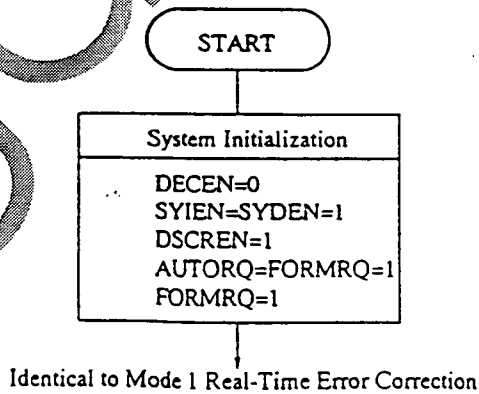 START
System Initialization
DECEN=0
SYIEN=SYDEN=1
DSCREN=1
AUTORQ=FORMRQ=1
FORMRQ=1
Identical to Mode 1 Real-Time Error Correction